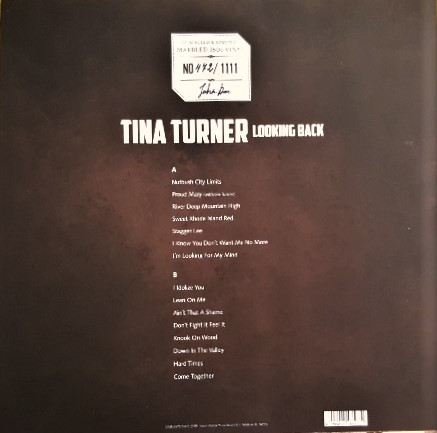 MARBLED 180G VINYL
NO 442/1111
TINA TURNER LOOKING BACK
A
Nutbush City Limits
Proud Mary
River Deep Mountain High
Sweet Rhode Island Red
Stagger Lee
I Know You Don't Want Me No More
I'm Looking For My Mind
B
I Idolize You
Lean On Me
Ain't That A Shame
Don't Fight It Feel It
Knock On Wood
Down In The Valley
Hard Times
Come Together